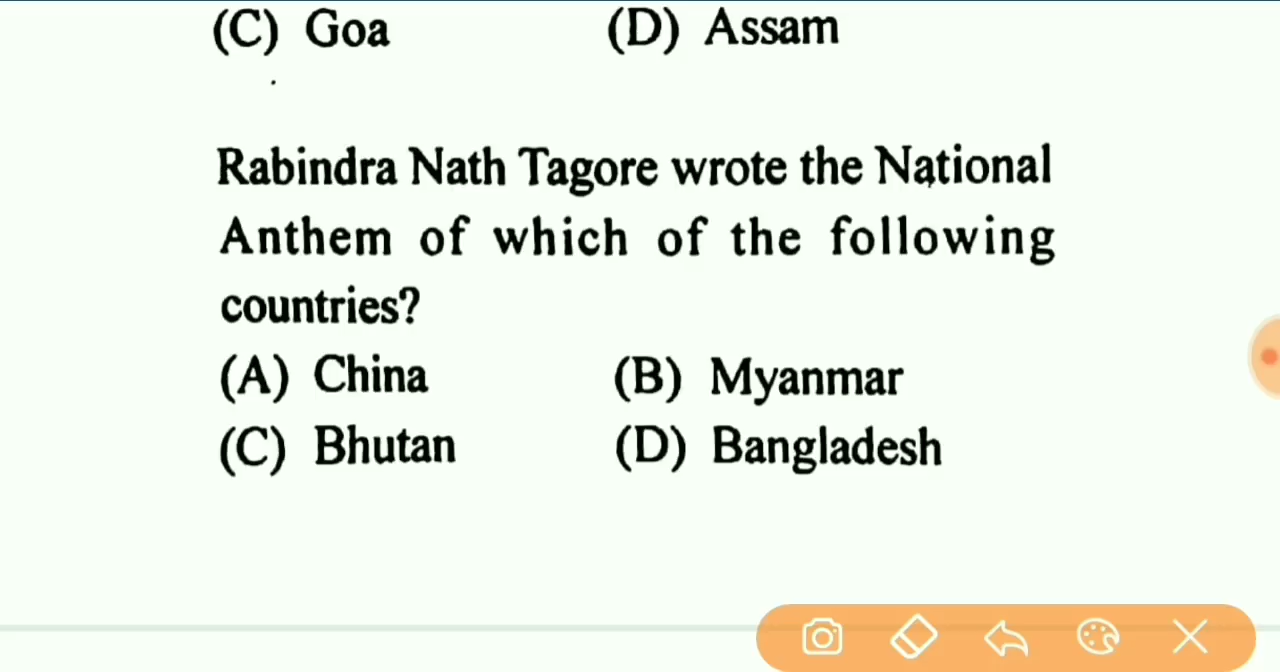 (C) Goa (D) Assam
Rabindra Nath Tagore wrote the National
Anthem of which of the following
countries?
(A) China (B) Myanmar
(C) Bhutan (D) Bangladesh